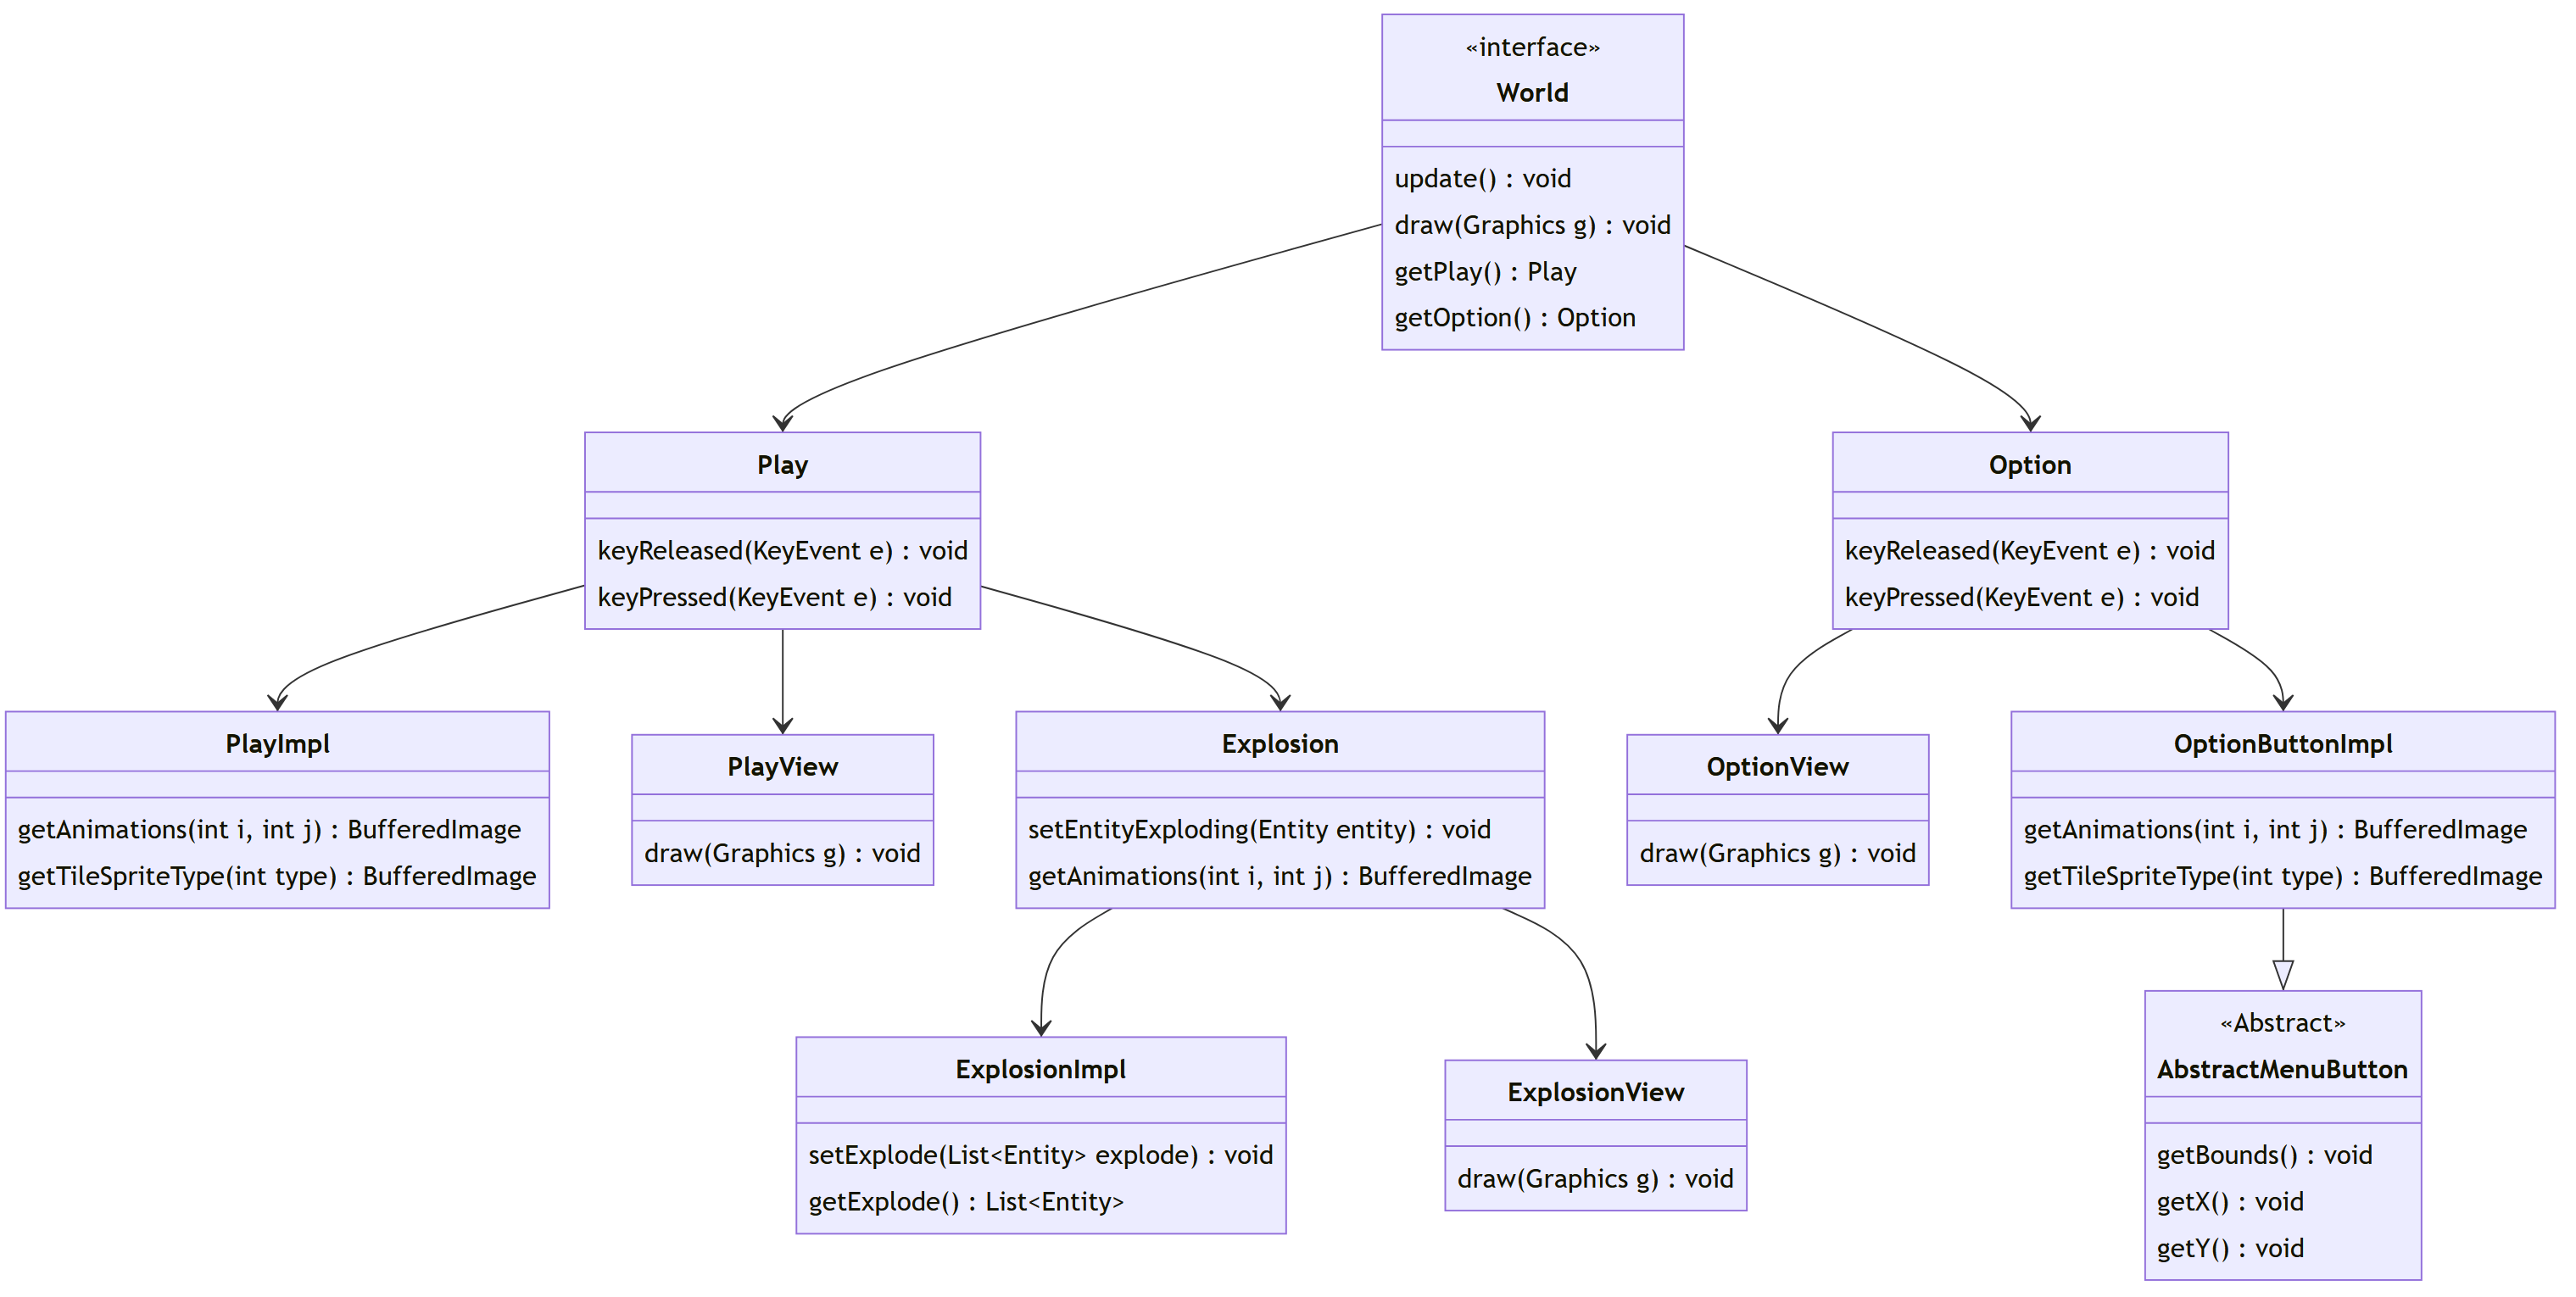 «interface»
World
update() : void
draw(Graphics g) : void
getPlay() : Play
getOption() : Option
Play
keyReleased(KeyEvent e) : void
keyPressed(KeyEvent e) : void
Option
keyReleased(KeyEvent e) : void
keyPressed(KeyEvent e) : void
PlayImpl
getAnimations(int i, int j) : BufferedImage
getTileSpriteType(int type) : BufferedImage
PlayView
draw(Graphics g) : void
Explosion
setEntityExploding(Entity entity) : void
getAnimations(int i, int j) : BufferedImage
OptionView
draw(Graphics g) : void
OptionButtonImpl
getAnimations(int i, int j) : BufferedImage
getTileSpriteType(int type) : BufferedImage
ExplosionImpl
setExplode(List<Entity> explode) : void
getExplode() : List<Entity>
ExplosionView
draw(Graphics g) : void
«Abstract»
AbstractMenuButton
getBounds() : void
getX() : void
getY() : void